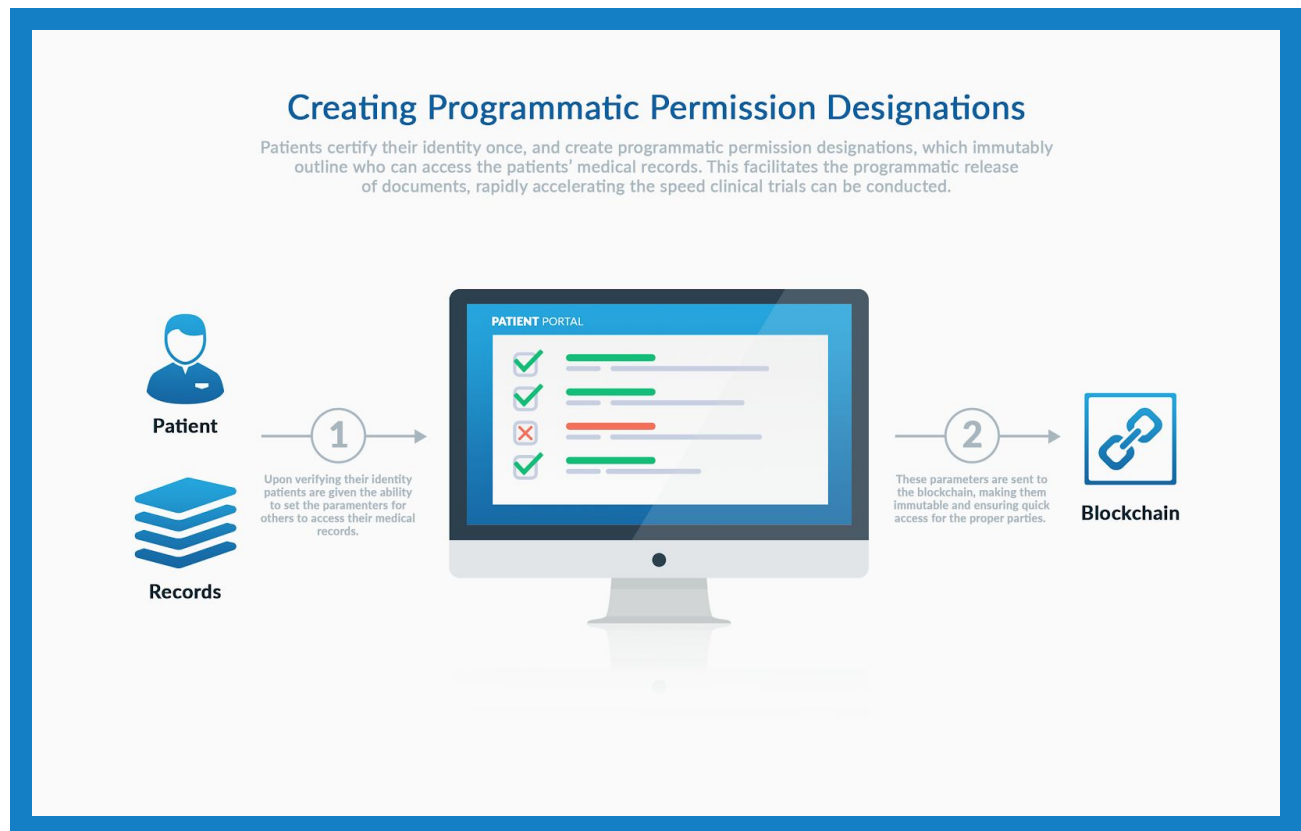 Creating Programmatic Permission Designations
Patients certify their identity once, and create programmatic permission designations, which immutably
outline who can access the patients’ medical records. This facilitates the programmatic release
of documents, rapidly accelerating the speed clinical trials can be conducted.
PATIENT PORTAL
Patient
Records
1
Upon verifying their identity
patients are given the ability
to set the paramenters for
others to access their medical
records.
2
These parameters are sent to
the blockchain, making them
immutable and ensuring quick
access for the proper parties.
Blockchain